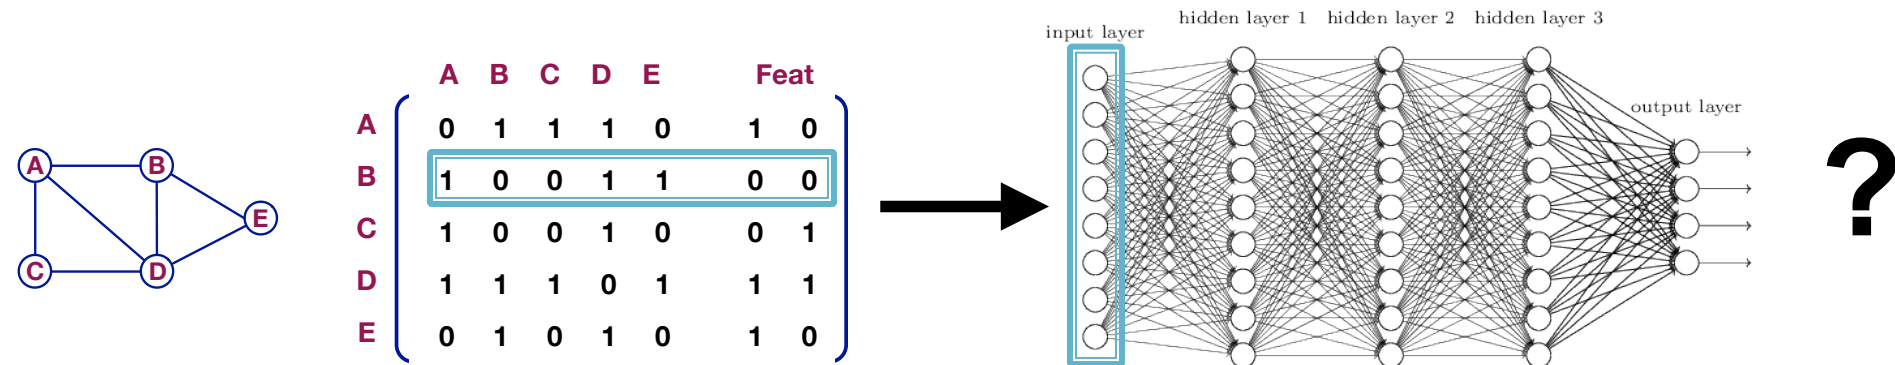 A B
E
C D
A B C D E Feat
A 0 1 1 1 0 1 0
B 1 0 0 1 1 0 0
C 1 0 0 1 0 0 1
D 1 1 1 0 1 1 1
E 0 1 0 1 0 1 0
input layer
hidden layer 1 hidden layer 2 hidden layer 3
output layer
?